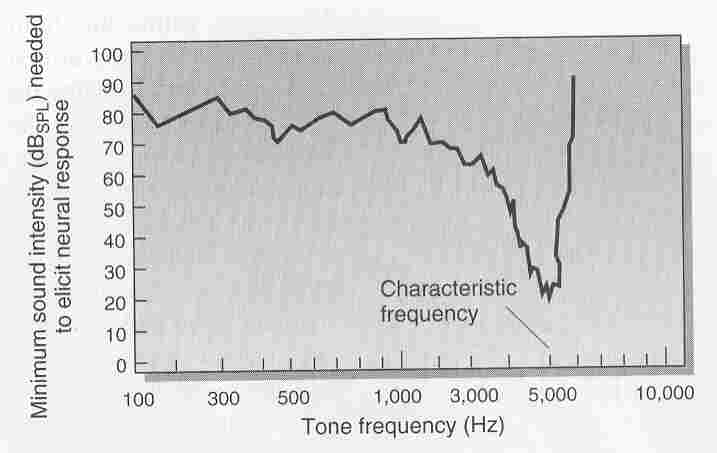 Minimum sound intensity (dBSPL) needed
to elicit neural response
100
90
80
70
60
50
40
30
20
10
0
Characteristic
frequency
100 300 500 1,000 3,000 5,000 10,000
Tone frequency (Hz)